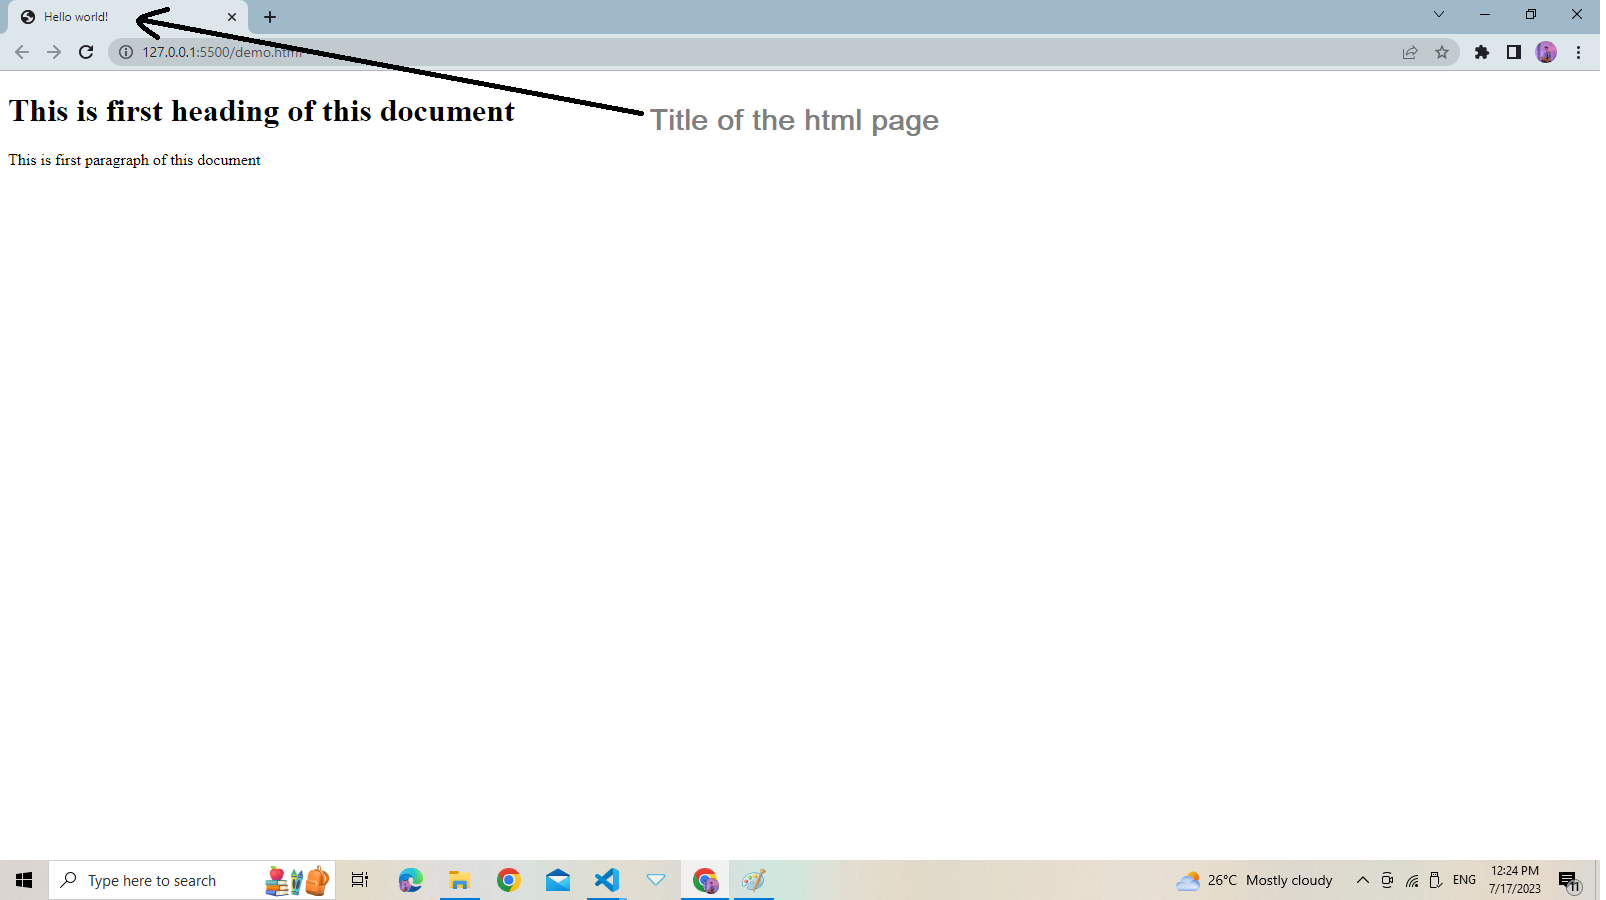 Hello world!
127.0.0.1:5500/demo.html
This is first heading of this document
Title of the html page
This is first paragraph of this document
Type here to search
26°C Mostly cloudy
ENG
12:24 PM
7/17/2023
11